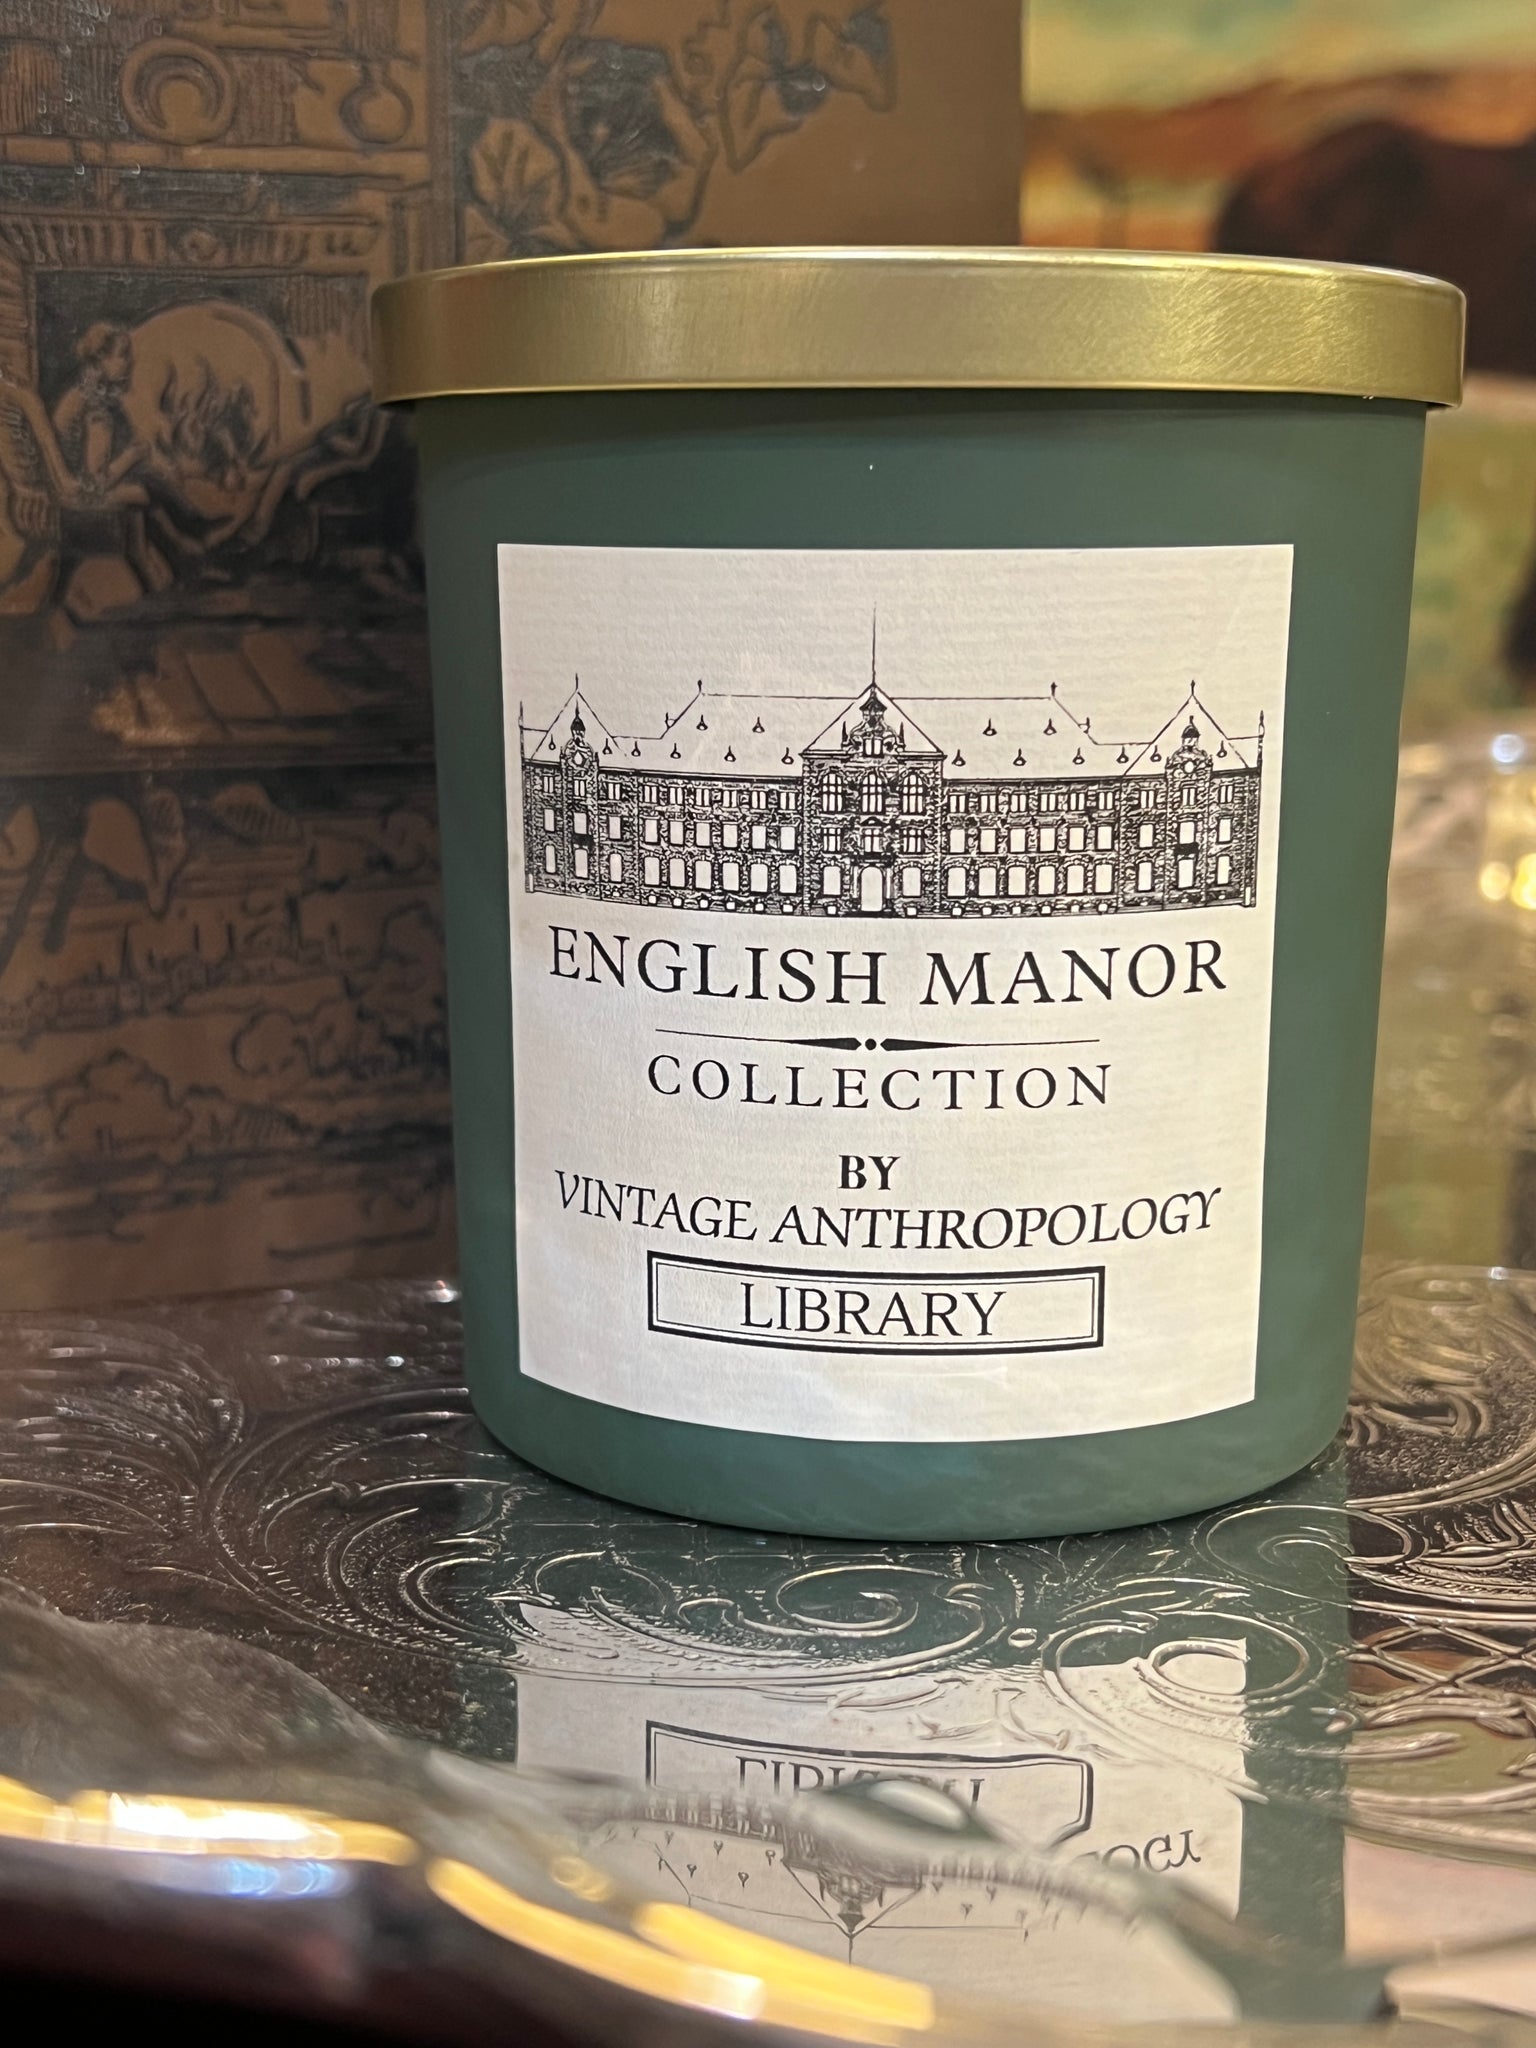 ENGLISH MANOR
COLLECTION
BY
VINTAGE ANTHROPOLOGY
LIBRARY